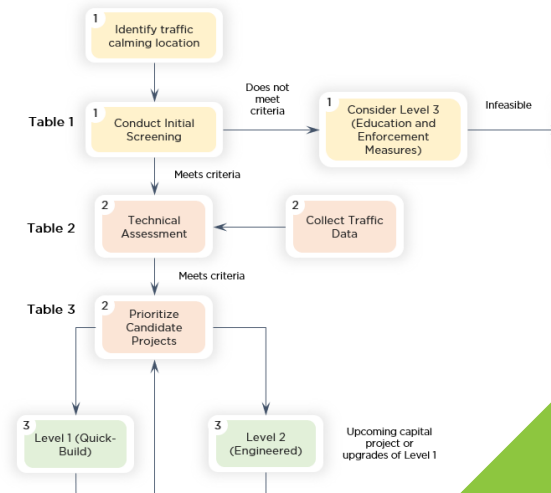 1
Identify traffic
calming location
Table 1
1
Conduct Initial
Screening
Does not
meet
criteria
1
Consider Level 3
(Education and
Enforcement
Measures)
Infeasible
Meets criteria
Table 2
2
Technical
Assessment
2
Collect Traffic
Data
Meets criteria
Table 3
2
Prioritize
Candidate
Projects
3
Level 1 (Quick-
Build)
3
Level 2
(Engineered)
Upcoming capital
project or
upgrades of Level 1